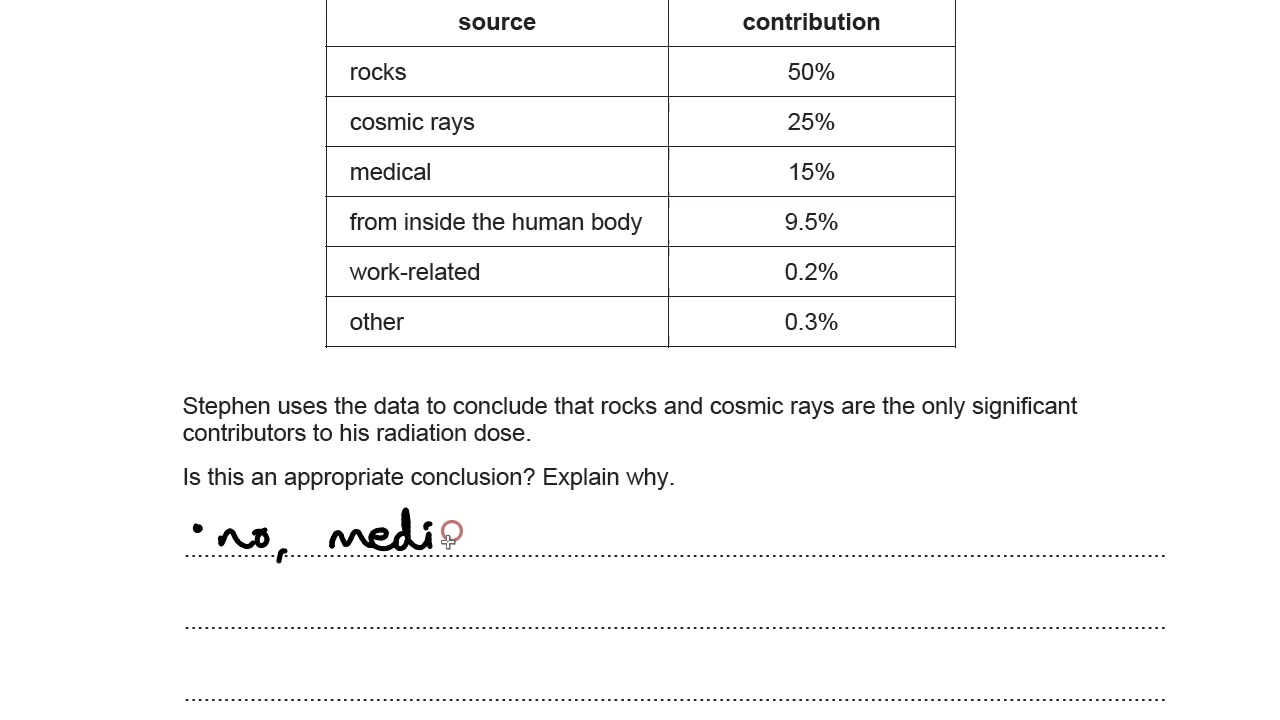 source contribution
rocks 50%
cosmic rays 25%
medical 15%
from inside the human body 9.5%
work-related 0.2%
other 0.3%
Stephen uses the data to conclude that rocks and cosmic rays are the only significant
contributors to his radiation dose.
Is this an appropriate conclusion? Explain why.
• no, medi